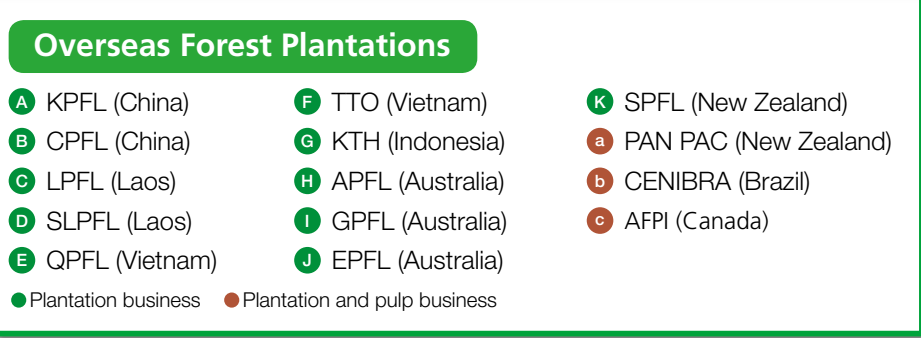 Overseas Forest Plantations
A KPFL (China)
B CPFL (China)
C LPFL (Laos)
D SLPFL (Laos)
E QPFL (Vietnam)
F TTO (Vietnam)
G KTH (Indonesia)
H APFL (Australia)
I GPFL (Australia)
J EPFL (Australia)
K SPFL (New Zealand)
a PAN PAC (New Zealand)
b CENIBRA (Brazil)
c AFPI (Canada)
Plantation business
Plantation and pulp business